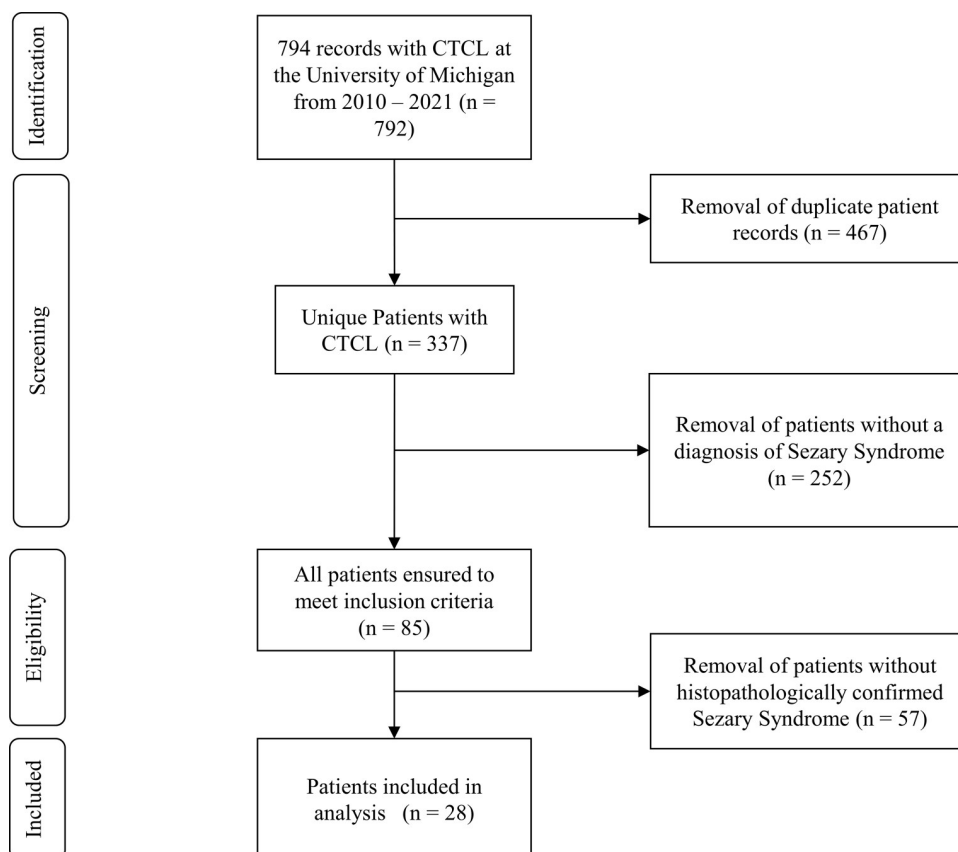 Identification
794 records with CTCL at
the University of Michigan
from 2010 – 2021 (n =
792)
Screening
Removal of duplicate patient
records (n = 467)
Unique Patients with
CTCL (n = 337)
Removal of patients without a
diagnosis of Sezary Syndrome
(n = 252)
Eligibility
All patients ensured to
meet inclusion criteria
(n = 85)
Removal of patients without
histopathologically confirmed
Sezary Syndrome (n = 57)
Included
Patients included in
analysis (n = 28)